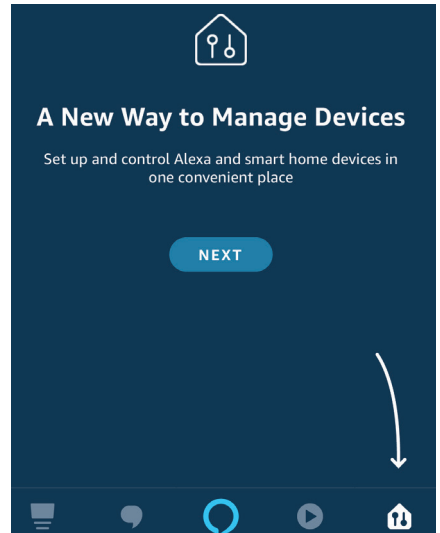 A New Way to Manage Devices
Set up and control Alexa and smart home devices in
one convenient place
NEXT